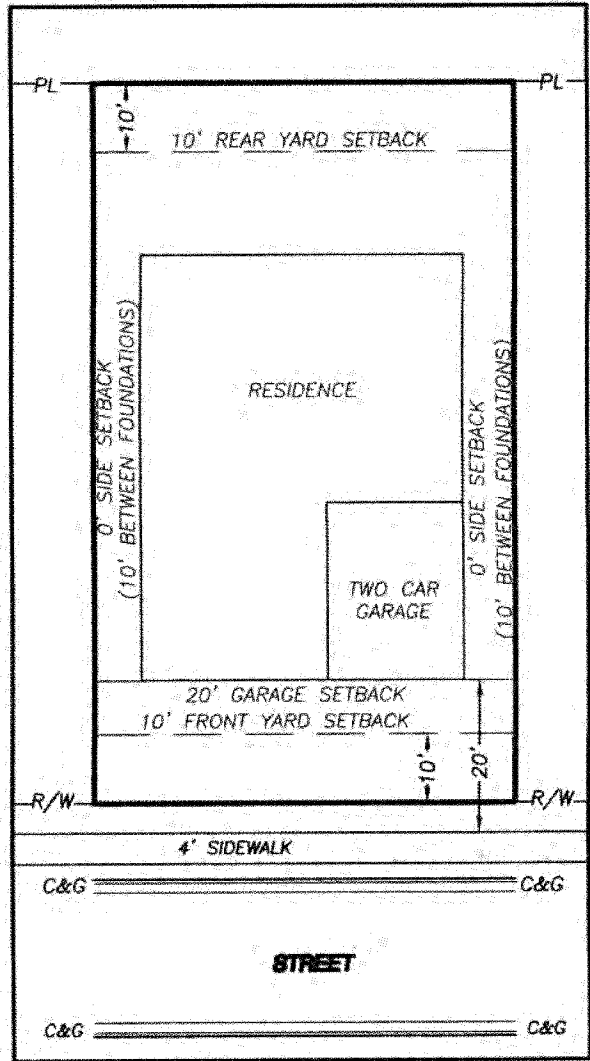 PL
PL
10'
10' REAR YARD SETBACK
0' SIDE SETBACK
(10' BETWEEN FOUNDATIONS)
RESIDENCE
0' SIDE SETBACK
(10' BETWEEN FOUNDATIONS)
TWO CAR
GARAGE
20' GARAGE SETBACK
10' FRONT YARD SETBACK
10'
20'
R/W
R/W
4' SIDEWALK
C&G
C&G
STREET
C&G
C&G